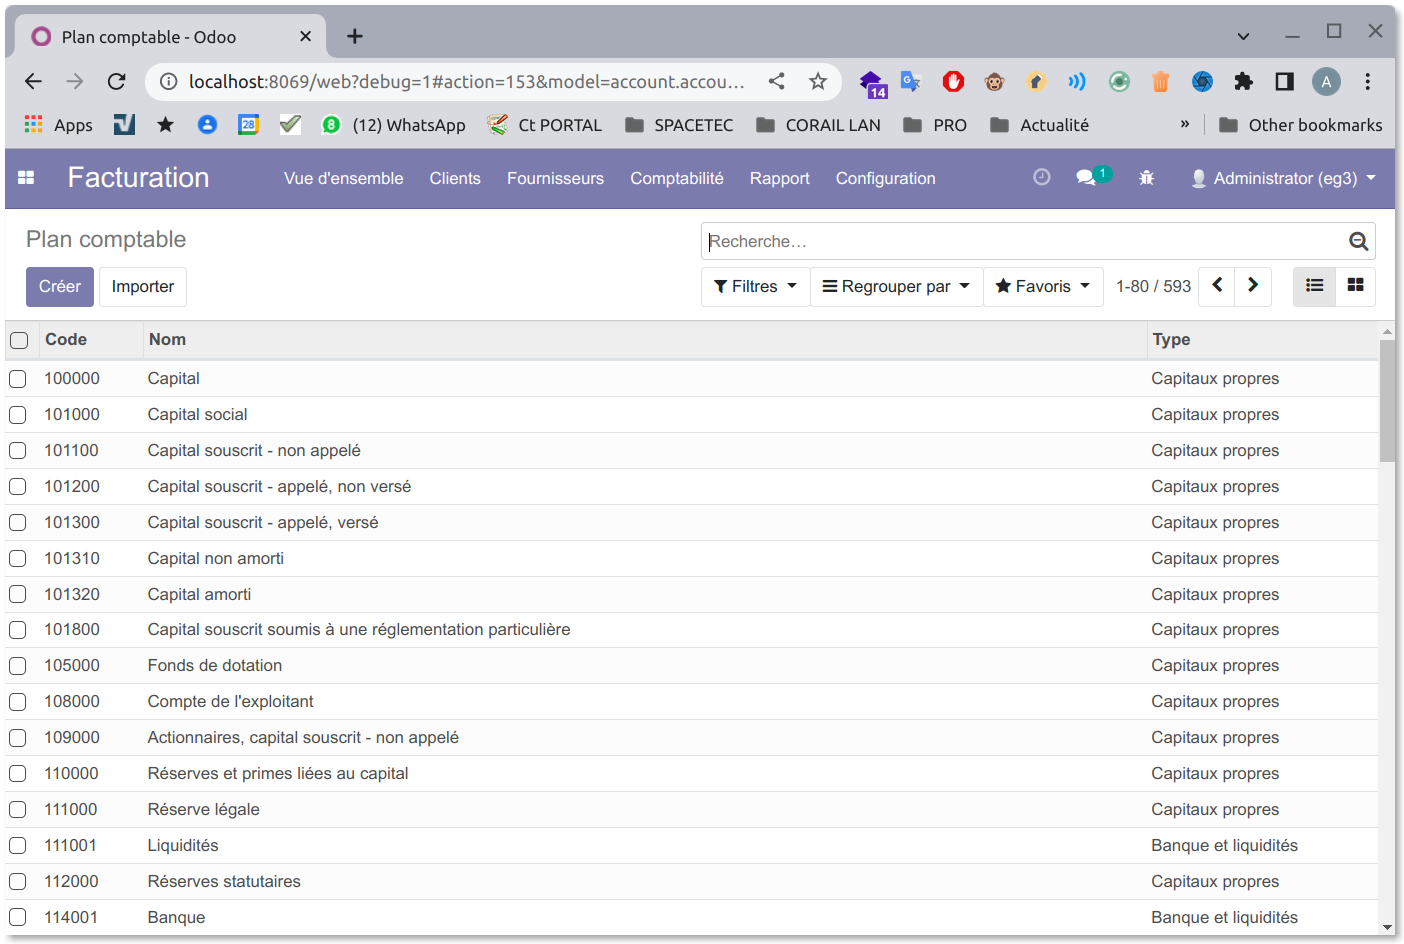 Plan comptable - Odoo
localhost:8069/web?debug=1#action=153&model=account.accou...
14
A
Apps
28
8
(12) WhatsApp
Ct PORTAL
SPACETEC
CORAIL LAN
PRO
Actualité
»
Other bookmarks
Facturation
Vue d'ensemble
Clients
Fournisseurs
Comptabilité
Rapport
Configuration
1
Administrator (eg3)
Plan comptable
Recherche...
Créer
Importer
Filtres
Regrouper par
Favoris
1-80 / 593
Code Nom Type
100000 Capital Capitaux propres
101000 Capital social Capitaux propres
101100 Capital souscrit - non appelé Capitaux propres
101200 Capital souscrit - appelé, non versé Capitaux propres
101300 Capital souscrit - appelé, versé Capitaux propres
101310 Capital non amorti Capitaux propres
101320 Capital amorti Capitaux propres
101800 Capital souscrit soumis à une réglementation particulière Capitaux propres
105000 Fonds de dotation Capitaux propres
108000 Compte de l'exploitant Capitaux propres
109000 Actionnaires, capital souscrit - non appelé Capitaux propres
110000 Réserves et primes liées au capital Capitaux propres
111000 Réserve légale Capitaux propres
111001 Liquidités Banque et liquidités
112000 Réserves statutaires Capitaux propres
114001 Banque Banque et liquidités